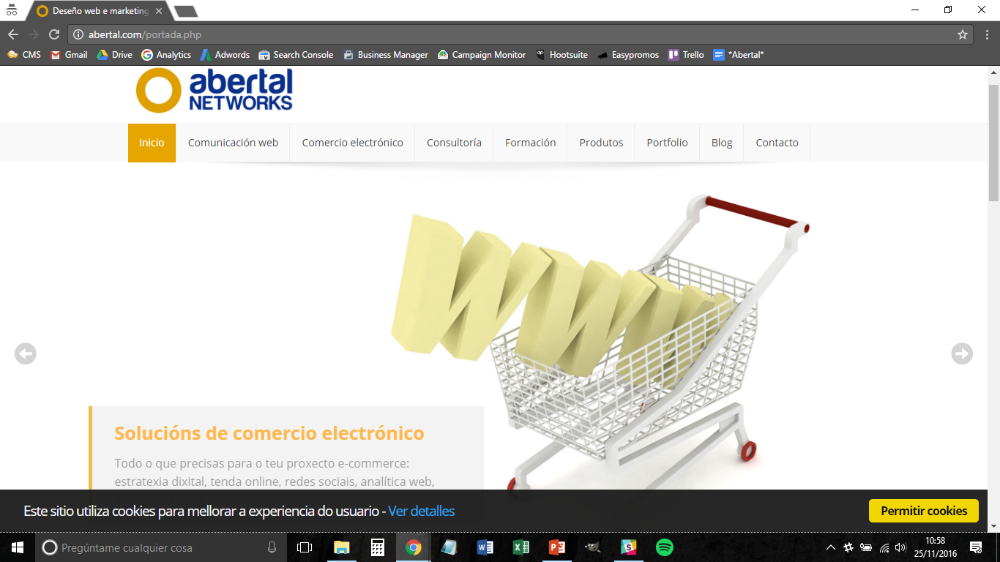 Deseño web e marketing
abertal.com/portada.php
CMS Gmail Drive Analytics Adwords Search Console Business Manager Campaign Monitor Hootsuite Easypromos Trello *Abertal*
abertal
NETWORKS
Inicio Comunicación web Comercio electrónico Consultoría Formación Produtos Portfolio Blog Contacto
WWW
Solucións de comercio electrónico
Todo o que precisas para o teu proxecto e-commerce:
estratexia dixital, tenda online, redes sociais, analítica web,
Este sitio utiliza cookies para mellorar a experiencia do usuario - Ver detalles Permitir cookies
Pregúntame cualquier cosa
10:58
25/11/2016